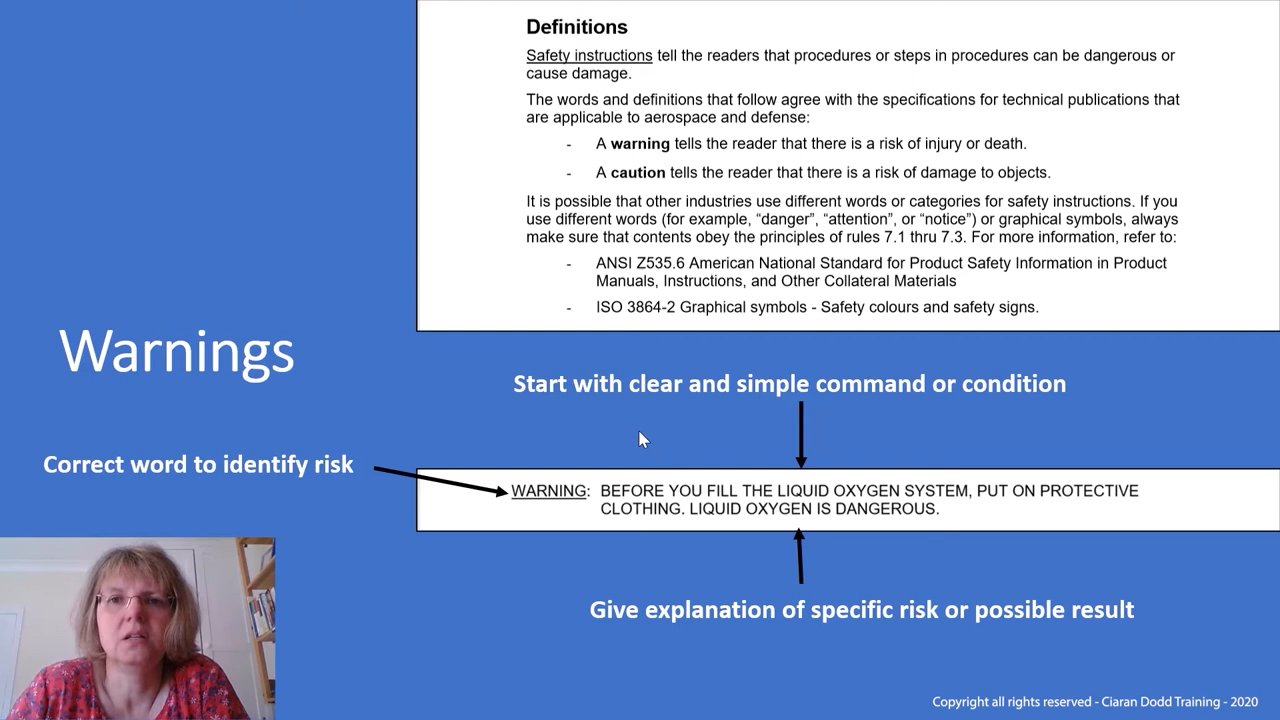 Definitions
Safety instructions tell the readers that procedures or steps in procedures can be dangerous or
cause damage.
The words and definitions that follow agree with the specifications for technical publications that
are applicable to aerospace and defense:
- A warning tells the reader that there is a risk of injury or death.
- A caution tells the reader that there is a risk of damage to objects.
It is possible that other industries use different words or categories for safety instructions. If you
use different words (for example, “danger”, “attention”, or “notice”) or graphical symbols, always
make sure that contents obey the principles of rules 7.1 thru 7.3. For more information, refer to:
- ANSI Z535.6 American National Standard for Product Safety Information in Product
Manuals, Instructions, and Other Collateral Materials
- ISO 3864-2 Graphical symbols - Safety colours and safety signs.
Warnings
Start with clear and simple command or condition
Correct word to identify risk
WARNING: BEFORE YOU FILL THE LIQUID OXYGEN SYSTEM, PUT ON PROTECTIVE
CLOTHING. LIQUID OXYGEN IS DANGEROUS.
Give explanation of specific risk or possible result
Copyright all rights reserved - Ciaran Dodd Training - 2020